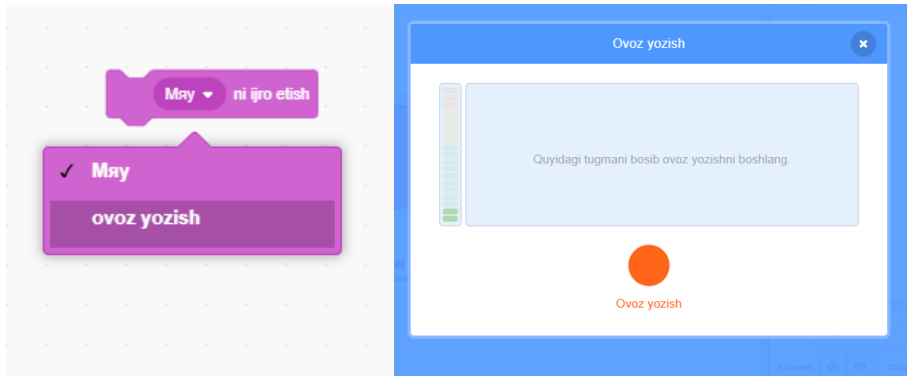 Мяу ni ijro etish
Мяу
ovoz yozish
Ovoz yozish
Quyidagi tugmani bosib ovoz yozishni boshlang.
Ovoz yozish